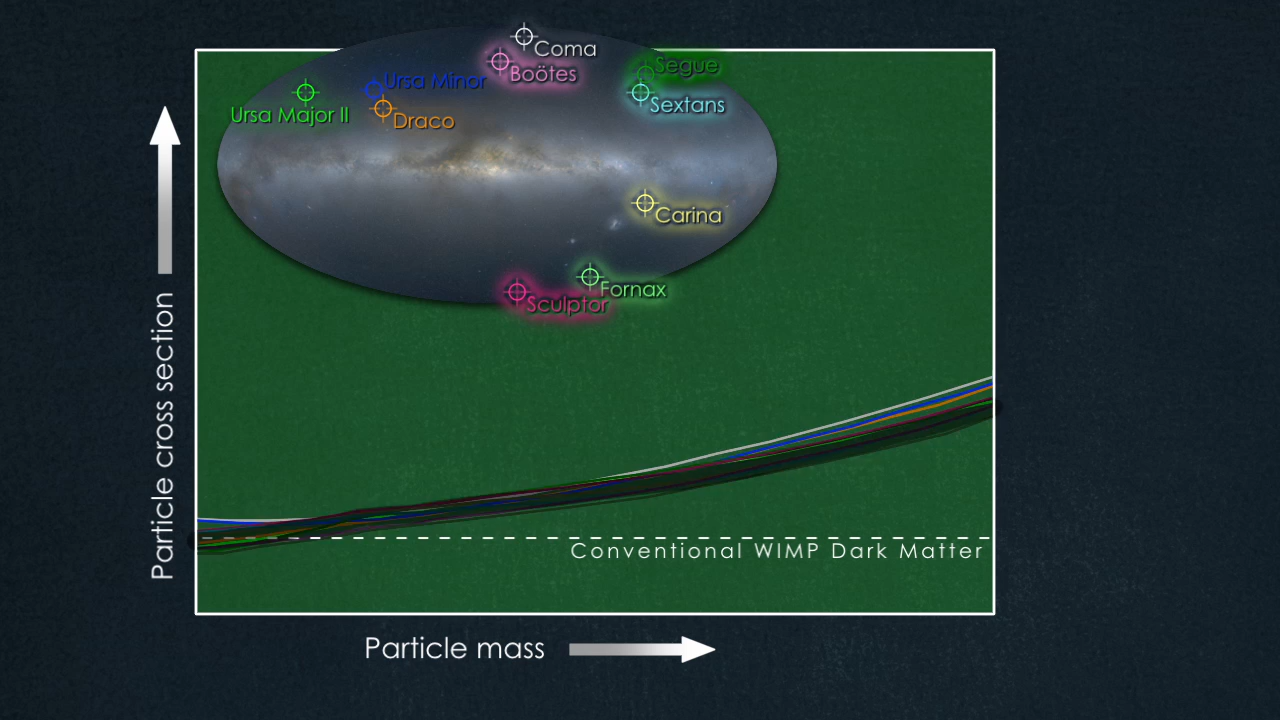 Coma
Boötes
Segue
Ursa Minor
Sextans
Ursa Major II
Draco
Carina
Fornax
Sculptor
Particle cross section
Conventional WIMP Dark Matter
Particle mass